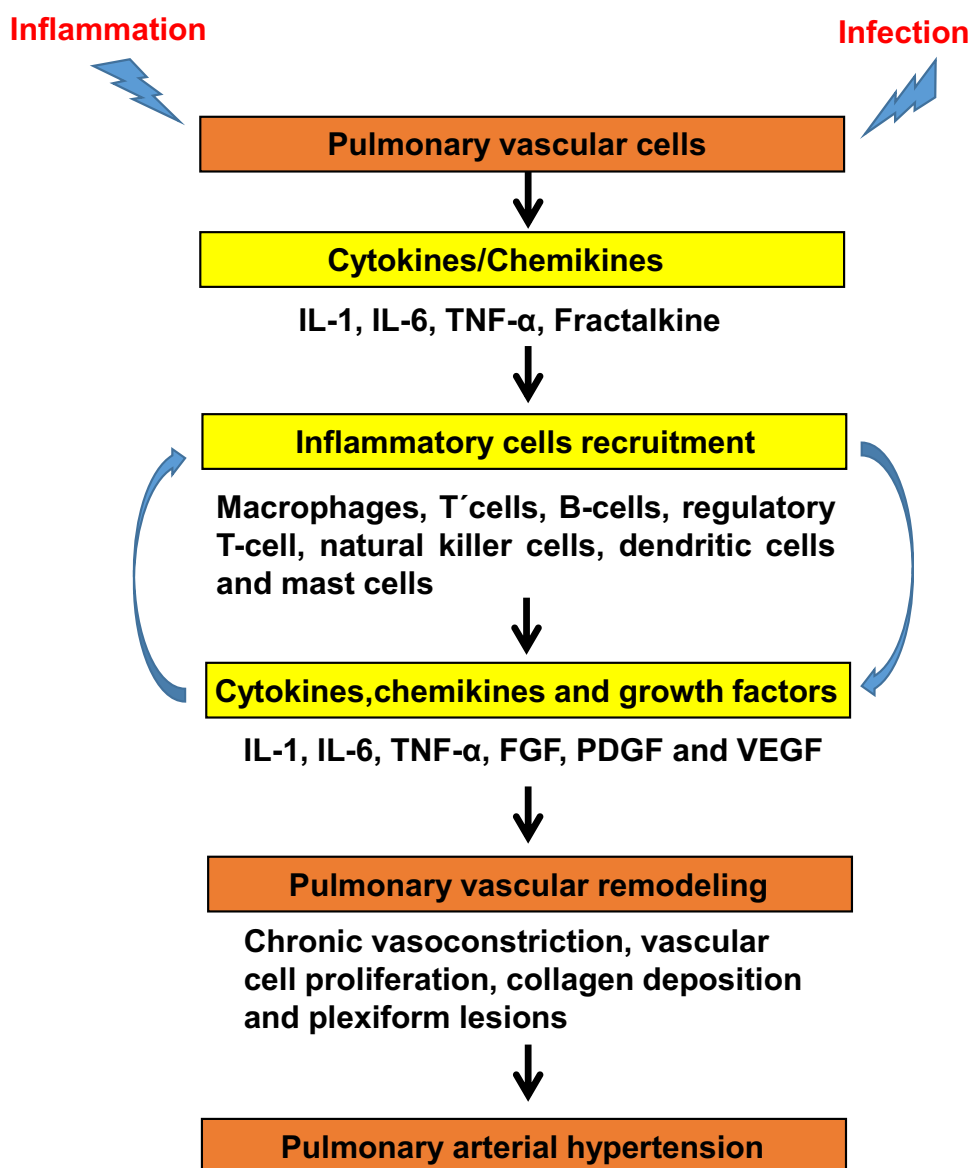 Inflammation
Infection
Pulmonary vascular cells
Cytokines/Chemikines
IL-1, IL-6, TNF-α, Fractalkine
Inflammatory cells recruitment
Macrophages, T´cells, B-cells, regulatory
T-cell, natural killer cells, dendritic cells
and mast cells
Cytokines,chemikines and growth factors
IL-1, IL-6, TNF-α, FGF, PDGF and VEGF
Pulmonary vascular remodeling
Chronic vasoconstriction, vascular
cell proliferation, collagen deposition
and plexiform lesions
Pulmonary arterial hypertension